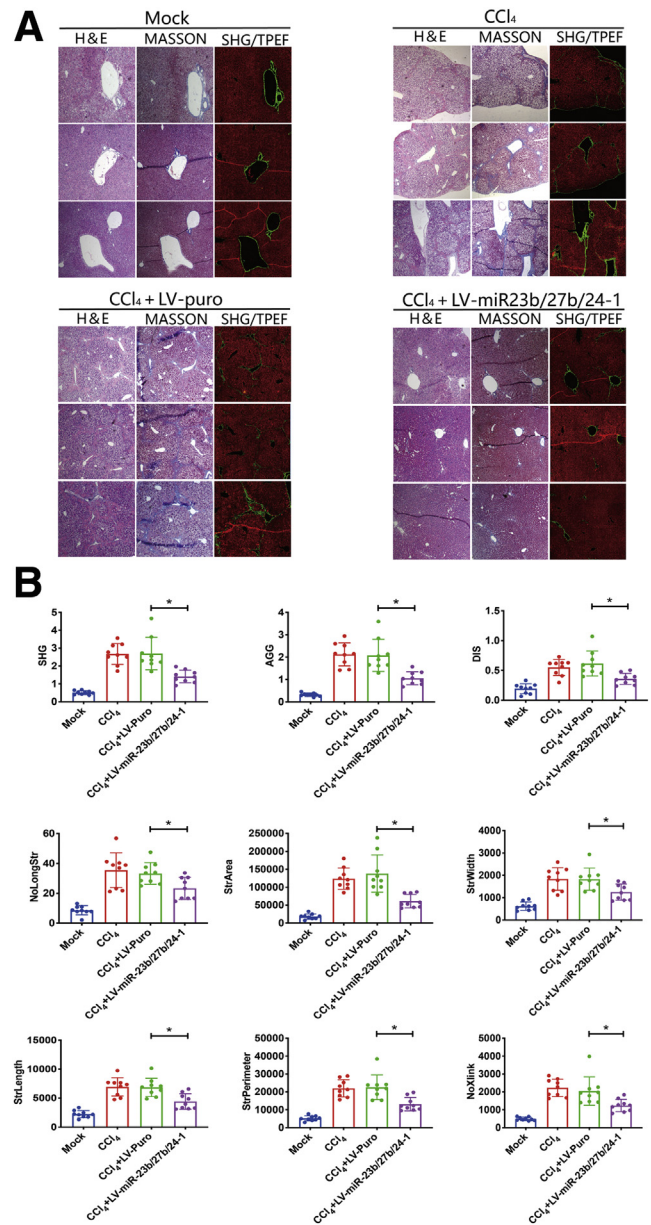 A
Mock
H&E MASSON SHG/TPEF
CCl₄
H&E MASSON SHG/TPEF
CCl₄ + LV-puro
H&E MASSON SHG/TPEF
CCl₄ + LV-miR23b/27b/24-1
H&E MASSON SHG/TPEF
B
SHG
5
4
3
2
1
0
*
Mock
CCl₄
CCl₄+LV-Puro
CCl₄+LV-miR-23b/27b/24-1
AGG
5
4
3
2
1
0
*
Mock
CCl₄
CCl₄+LV-Puro
CCl₄+LV-miR-23b/27b/24-1
DIS
1.5
1.0
0.5
0.0
*
Mock
CCl₄
CCl₄+LV-Puro
CCl₄+LV-miR-23b/27b/24-1
NoLongStr
60
40
20
0
*
Mock
CCl₄
CCl₄+LV-Puro
CCl₄+LV-miR-23b/27b/24-1
StrArea
250000
200000
150000
100000
50000
0
*
Mock
CCl₄
CCl₄+LV-Puro
CCl₄+LV-miR-23b/27b/24-1
StrWidth
4000
3000
2000
1000
0
*
Mock
CCl₄
CCl₄+LV-Puro
CCl₄+LV-miR-23b/27b/24-1
StrLength
15000
10000
5000
0
*
Mock
CCl₄
CCl₄+LV-Puro
CCl₄+LV-miR-23b/27b/24-1
StrPerimeter
50000
40000
30000
20000
10000
0
*
Mock
CCl₄
CCl₄+LV-Puro
CCl₄+LV-miR-23b/27b/24-1
NoXlink
5000
4000
3000
2000
1000
0
*
Mock
CCl₄
CCl₄+LV-Puro
CCl₄+LV-miR-23b/27b/24-1